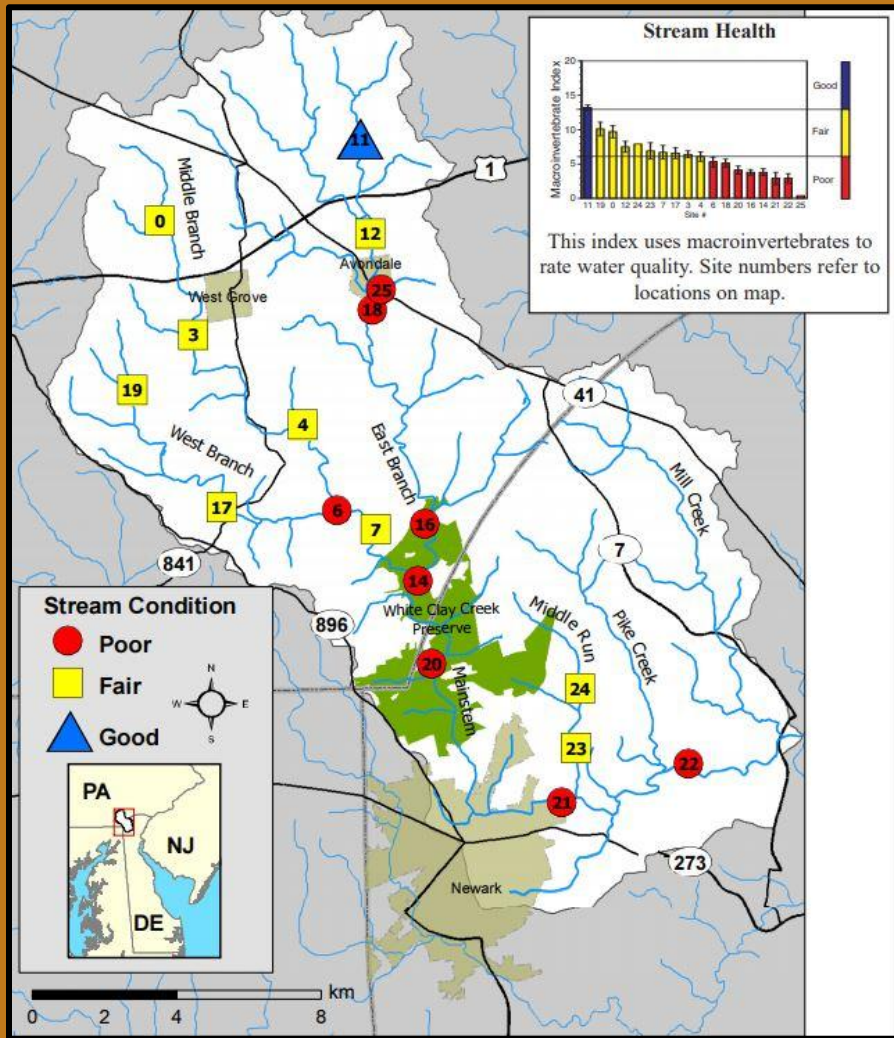 Stream Health
Macroinvertebrate Index
20
15
10
5
0
Good
Fair
Poor
11 19 0 12 24 23 7 17 3 4 6 18 20 16 14 21 22 25
Site #
This index uses macroinvertebrates to
rate water quality. Site numbers refer to
locations on map.
11
1
Middle Branch
0
12
Avondale
25
West Grove
18
3
19
41
4
East Branch
West Branch
Mill Creek
17
6
16
7
7
841
14
White Clay Creek
Preserve
Middle Run
Pike Creek
896
20
Mainstem
24
23
22
21
273
Newark
Stream Condition
Poor
Fair
Good
N
W
E
S
PA
NJ
DE
km
0 2 4 8